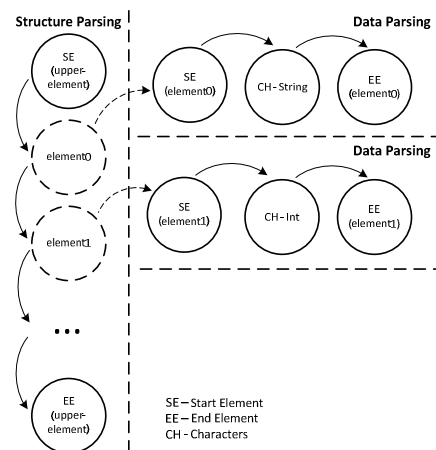 Structure Parsing
SE
(upper-
element)
element0
element1
...
EE
(upper-
element)
Data Parsing
SE
(element0)
CH-String
EE
(element0)
Data Parsing
SE
(element1)
CH-Int
EE
(element1)
SE–Start Element
EE–End Element
CH–Characters